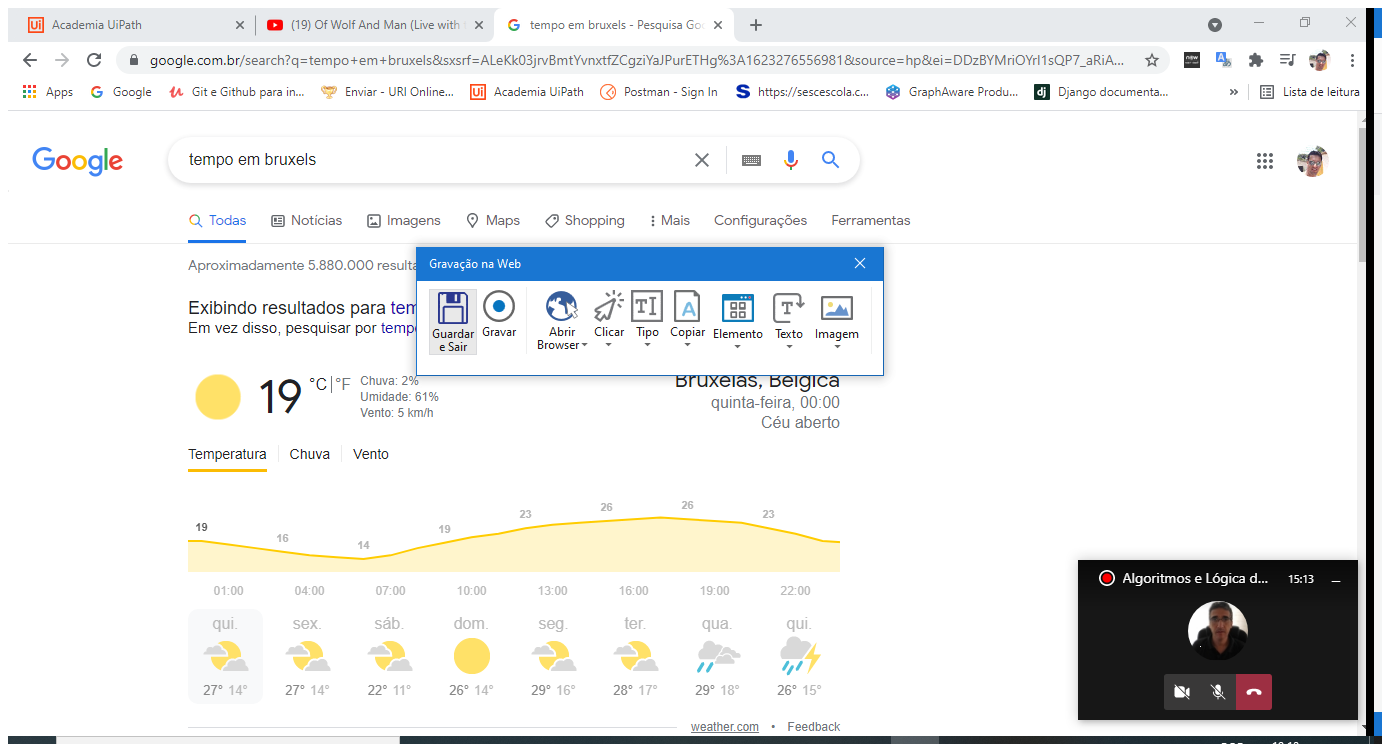 Academia UiPath
(19) Of Wolf And Man (Live with
tempo em bruxels - Pesquisa Go
google.com.br/search?q=tempo+em+bruxels&sxsrf=ALeKk03jrvBmtYvnxtfZCgziYaJPurETHg%3A1623276556981&source=hp&ei=DDzBYMriOYrI1sQP7_aRiA...
Apps
Google
Git e Github para in...
Enviar - URI Online...
Academia UiPath
Postman - Sign In
https://sescescola.c...
GraphAware Produ...
Django documenta...
»
Lista de leitura
Google
tempo em bruxels
Todas
Notícias
Imagens
Maps
Shopping
Mais
Configurações
Ferramentas
Aproximadamente 5.880.000 resulta
Exibindo resultados para tem
Em vez disso, pesquisar por tempo
Gravação na Web
Guardar e Sair
Gravar
Abrir Browser
Clicar
Tipo
Copiar
Elemento
Texto
Imagem
19 °C | °F
Chuva: 2%
Umidade: 61%
Vento: 5 km/h
Bruxelas, Bélgica
quinta-feira, 00:00
Céu aberto
Temperatura
Chuva
Vento
19 16 14 19 23 26 26 23
01:00 04:00 07:00 10:00 13:00 16:00 19:00 22:00
qui. sex. sáb. dom. seg. ter. qua. qui.
27° 14° 27° 14° 22° 11° 26° 14° 29° 16° 28° 17° 29° 18° 26° 15°
weather.com • Feedback
Algoritmos e Lógica d...
15:13